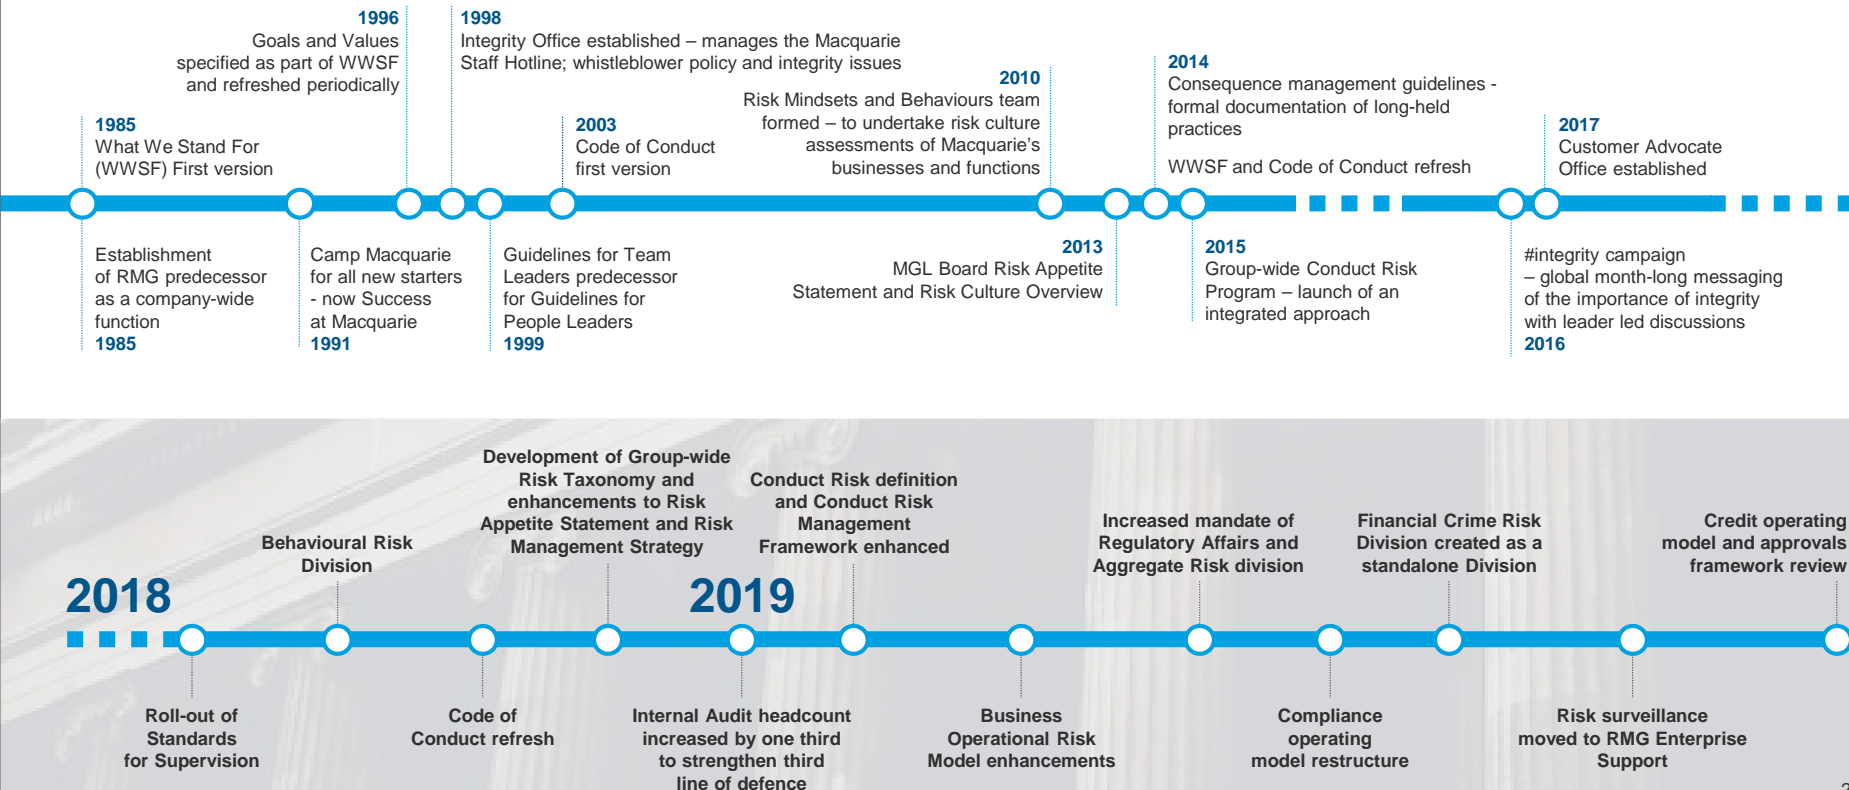 1996
Goals and Values
specified as part of WWSF
and refreshed periodically
1998
Integrity Office established – manages the Macquarie
Staff Hotline; whistleblower policy and integrity issues
2010
Risk Mindsets and Behaviours team
formed – to undertake risk culture
assessments of Macquarie's
businesses and functions
2014
Consequence management guidelines -
formal documentation of long-held
practices
WWSF and Code of Conduct refresh
1985
What We Stand For
(WWSF) First version
2003
Code of Conduct
first version
2017
Customer Advocate
Office established
Establishment
of RMG predecessor
as a company-wide
function
1985
Camp Macquarie
for all new starters
- now Success
at Macquarie
1991
Guidelines for Team
Leaders predecessor
for Guidelines for
People Leaders
1999
2013
MGL Board Risk Appetite
Statement and Risk Culture Overview
2015
Group-wide Conduct Risk
Program – launch of an
integrated approach
#integrity campaign
– global month-long messaging
of the importance of integrity
with leader led discussions
2016
2018
Behavioural Risk
Division
Development of Group-wide
Risk Taxonomy and
enhancements to Risk
Appetite Statement and Risk
Management Strategy
2019
Conduct Risk definition
and Conduct Risk
Management
Framework enhanced
Increased mandate of
Regulatory Affairs and
Aggregate Risk division
Financial Crime Risk
Division created as a
standalone Division
Credit operating
model and approvals
framework review
Roll-out of
Standards
for Supervision
Code of
Conduct refresh
Internal Audit headcount
increased by one third
to strengthen third
line of defence
Business
Operational Risk
Model enhancements
Compliance
operating
model restructure
Risk surveillance
moved to RMG Enterprise
Support